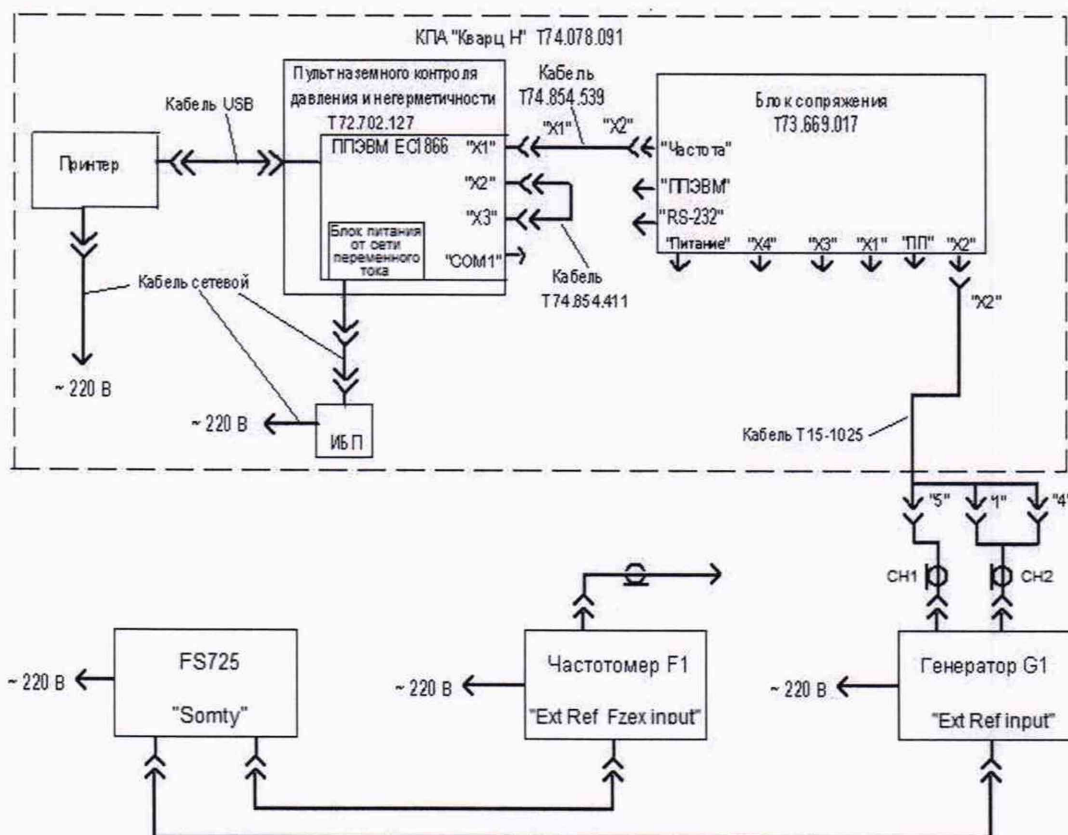 КПА "Кварц Н" Т74.078.091
Пульт наземного контроля
давления и негерметичности
Т72.702.127
Кабель
Т74.854.539
Блок сопряжения
Т73.669.017
Кабель USB
Принтер
ППЭВМ ЕС1866
"X1"
"X1"
"X2"
"Частота"
"X2"
"ППЭВМ"
"X3"
"RS-232"
Блок питания
от сети
переменного
тока
"COM1"
"Питание"
"X4"
"X3"
"X1"
"ПП"
"X2"
Кабель
Т74.854.411
Кабель сетевой
"X2"
~ 220 В
~ 220 В
ИБП
Кабель Т15-1025
"5"
"1"
"4"
CH1
CH2
FS725
"Somty"
~ 220 В
Частотомер F1
"Ext Ref Fzex input"
~ 220 В
Генератор G1
"Ext Ref input"
~ 220 В